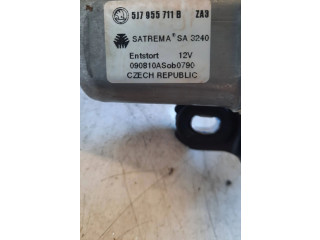 5J7 955 711 B ZA3
SATREMA SA 3240
Entstort 12V
090810ASob0790
CZECH REPUBLIC